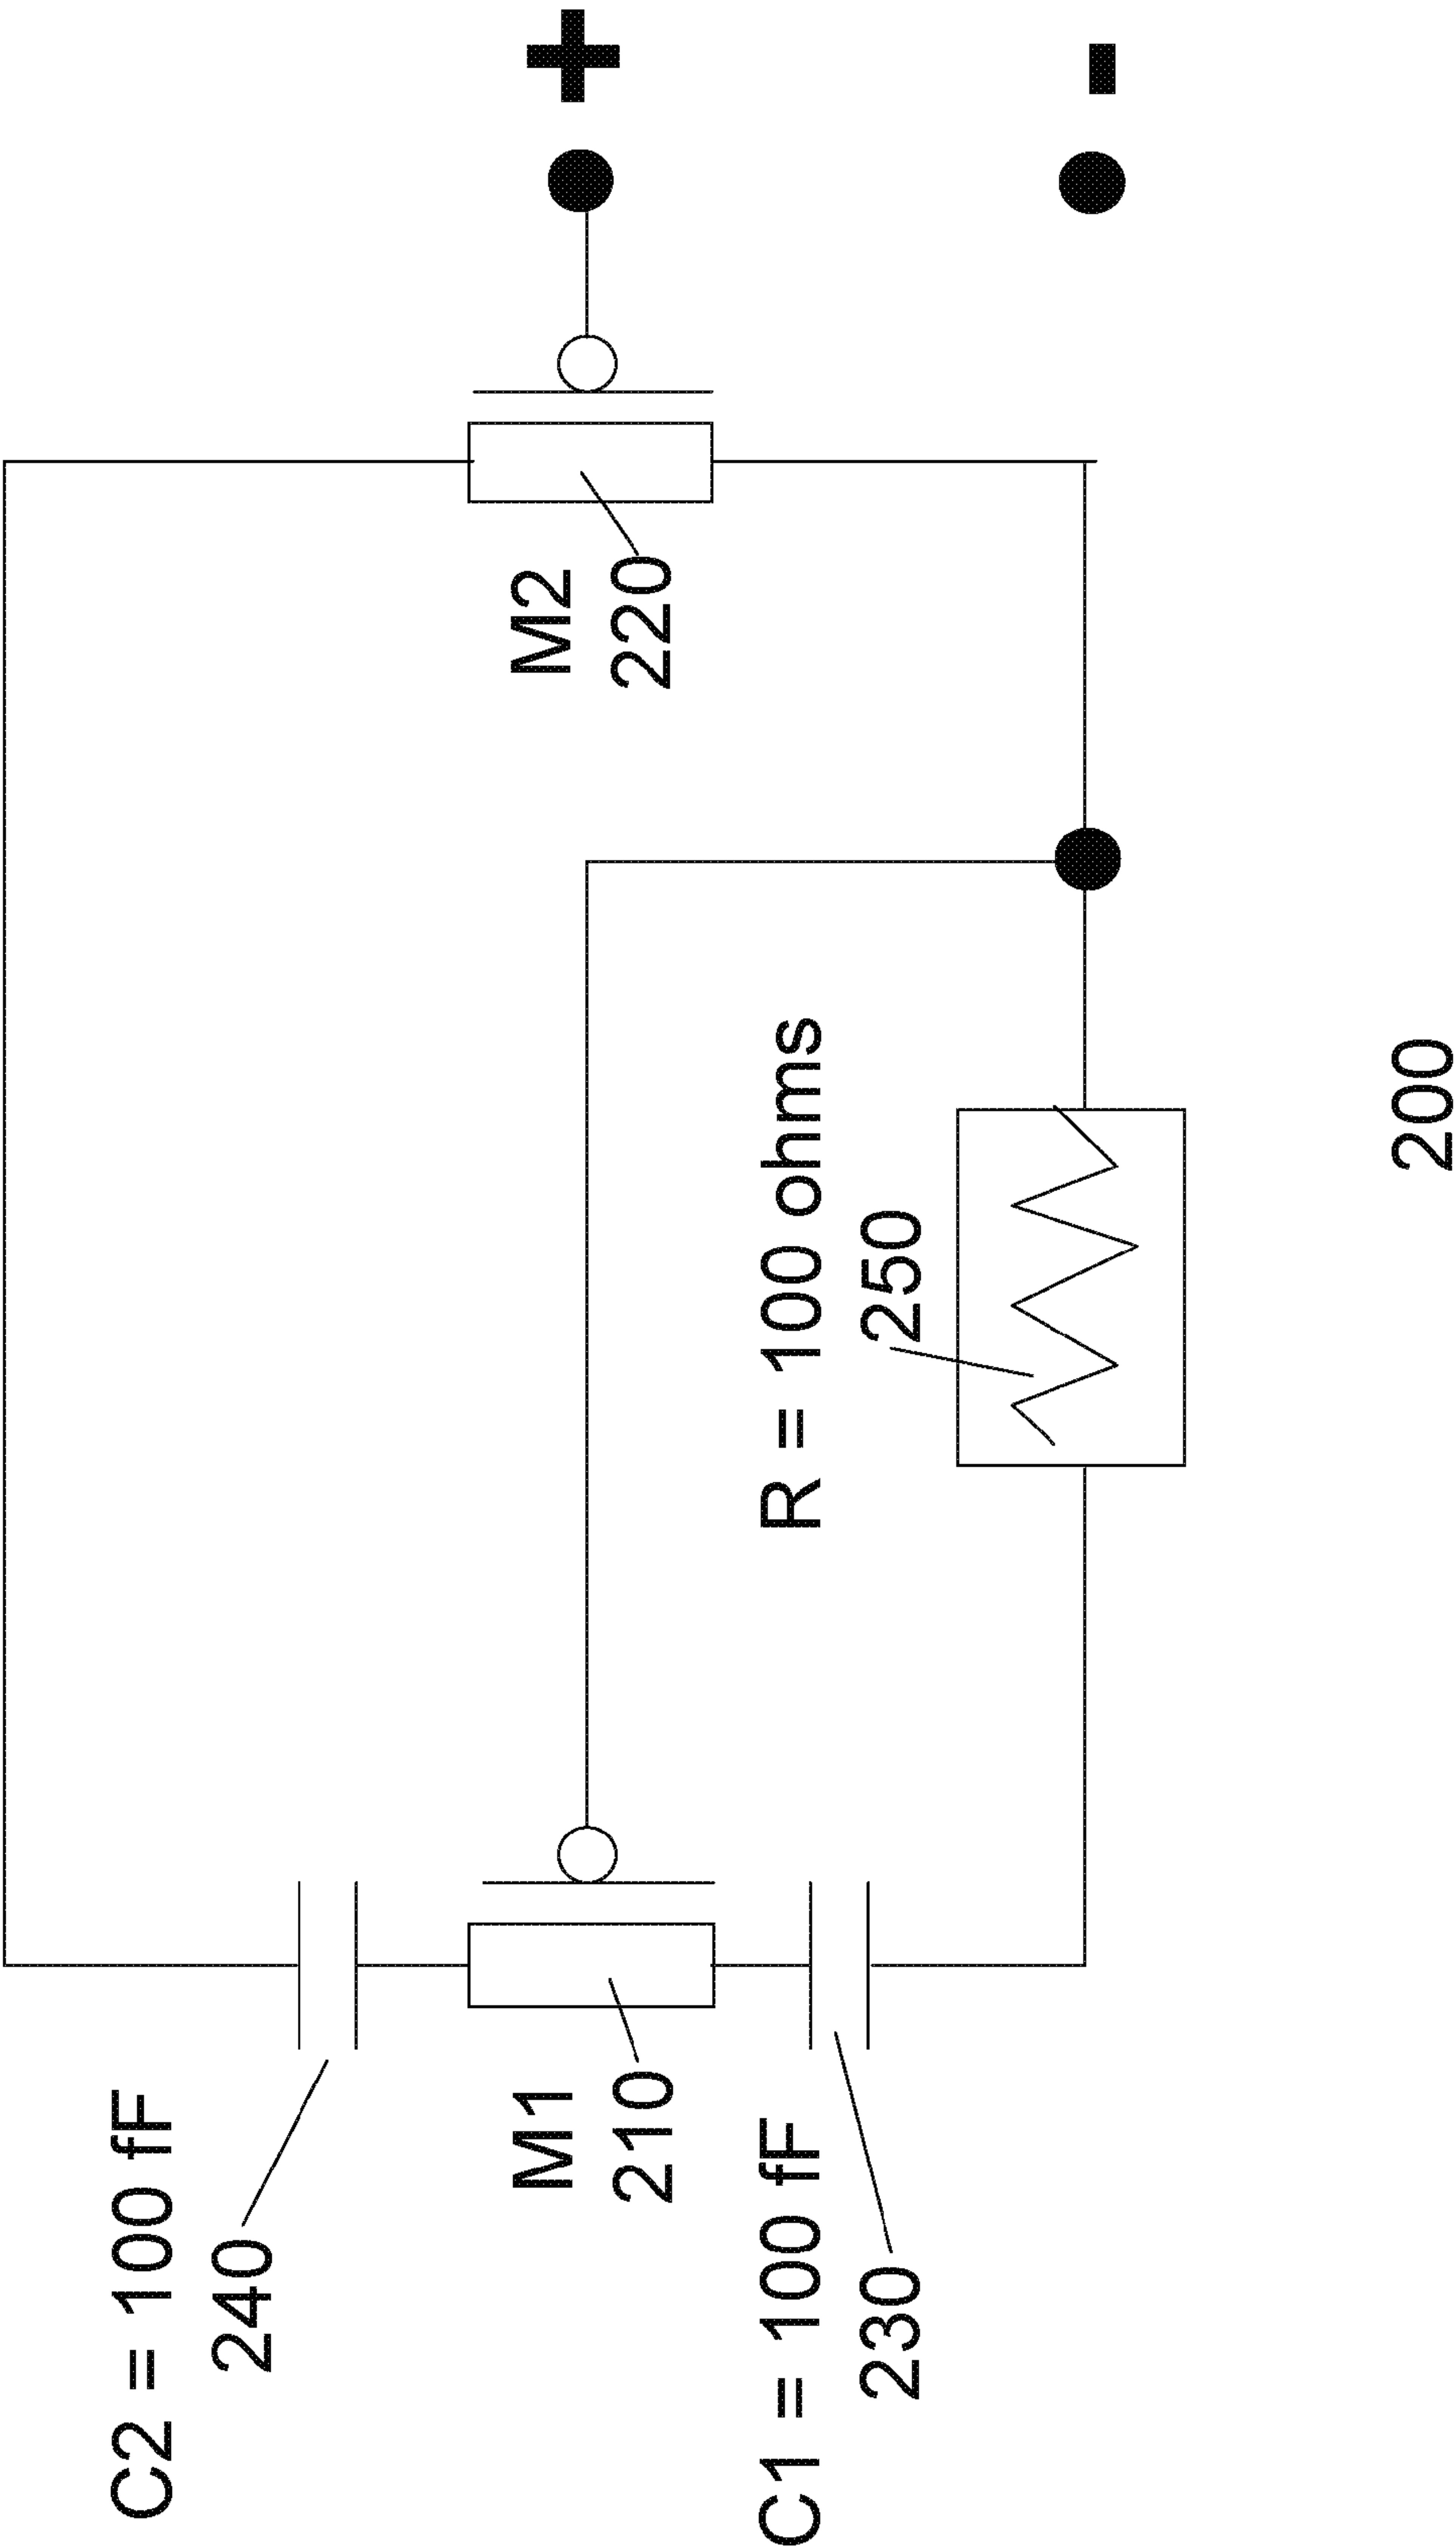 C2 = 100 fF
240
M1
210
C1 = 100 fF
230
R = 100 ohms
250
M2
220
+
-
200